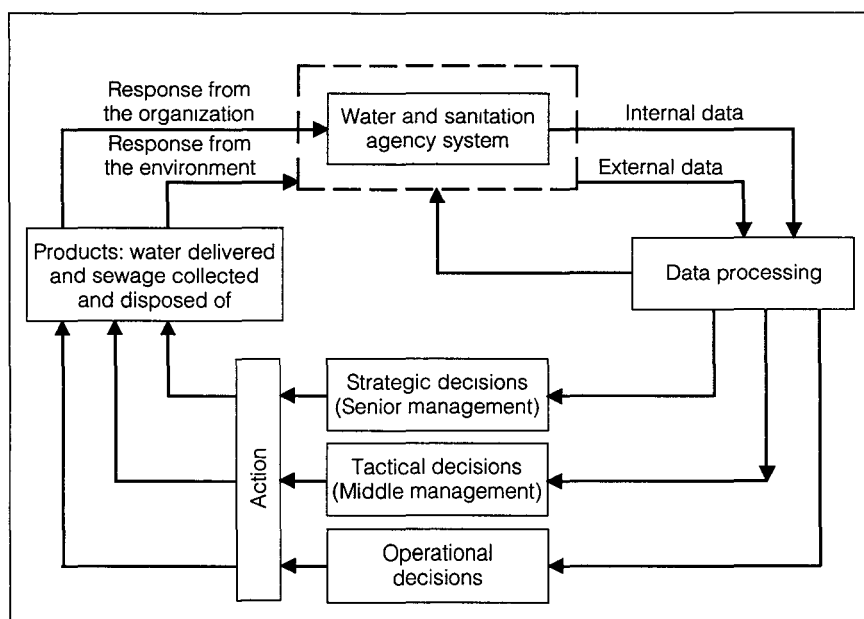 Response from
the organization
Response from
the environment
Water and sanitation
agency system
Internal data
External data
Products: water delivered
and sewage collected
and disposed of
Data processing
Strategic decisions
(Senior management)
Tactical decisions
(Middle management)
Operational
decisions
Action